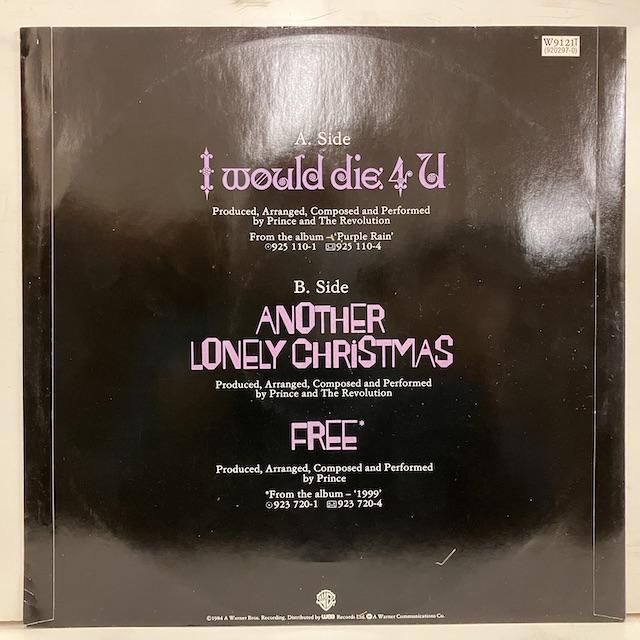 W9121T
(920297-0)
A. Side
I would die 4 U
Produced, Arranged, Composed and Performed
by Prince and The Revolution
From the album – 'Purple Rain'
925 110-1 925 110-4
B. Side
ANOTHER
LONELY CHRiSTMAS
Produced, Arranged, Composed and Performed
by Prince and The Revolution
FREE*
Produced, Arranged, Composed and Performed
by Prince
*From the album – '1999'
923 720-1 923 720-4
©1984 Warner Bros. Recording. Distributed by WEA Records Ltd. A Warner Communications Co.